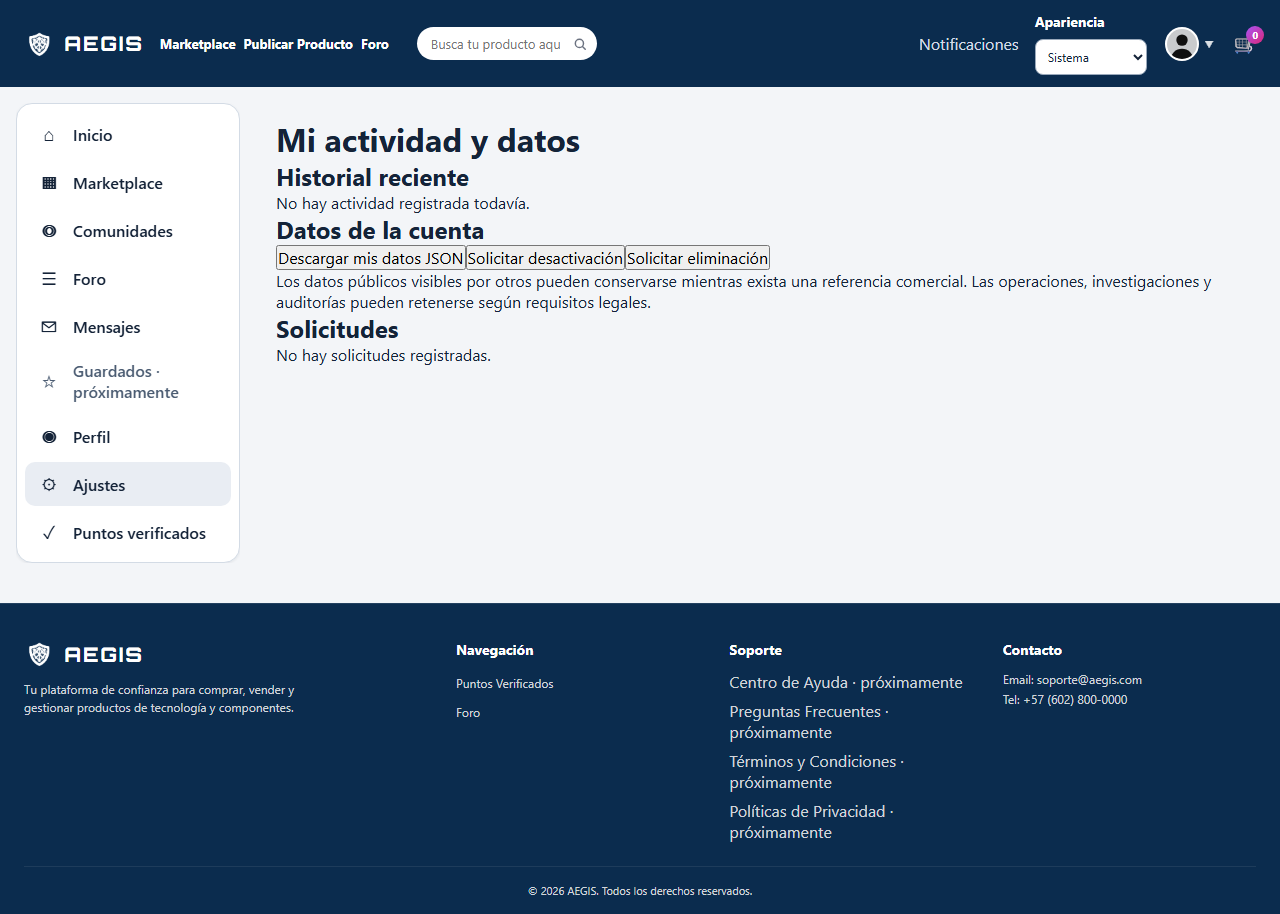 AEGIS
Marketplace Publicar Producto Foro
Busca tu producto aqu
Notificaciones
Apariencia
Sistema
0
Inicio
Marketplace
Comunidades
Foro
Mensajes
Guardados ·
próximamente
Perfil
Ajustes
Puntos verificados
Mi actividad y datos
Historial reciente
No hay actividad registrada todavía.
Datos de la cuenta
Descargar mis datos JSON Solicitar desactivación Solicitar eliminación
Los datos públicos visibles por otros pueden conservarse mientras exista una referencia comercial. Las operaciones, investigaciones y
auditorías pueden retenerse según requisitos legales.
Solicitudes
No hay solicitudes registradas.
AEGIS
Tu plataforma de confianza para comprar, vender y
gestionar productos de tecnología y componentes.
Navegación
Puntos Verificados
Foro
Soporte
Centro de Ayuda · próximamente
Preguntas Frecuentes ·
próximamente
Términos y Condiciones ·
próximamente
Políticas de Privacidad ·
próximamente
Contacto
Email: soporte@aegis.com
Tel: +57 (602) 800-0000
© 2026 AEGIS. Todos los derechos reservados.